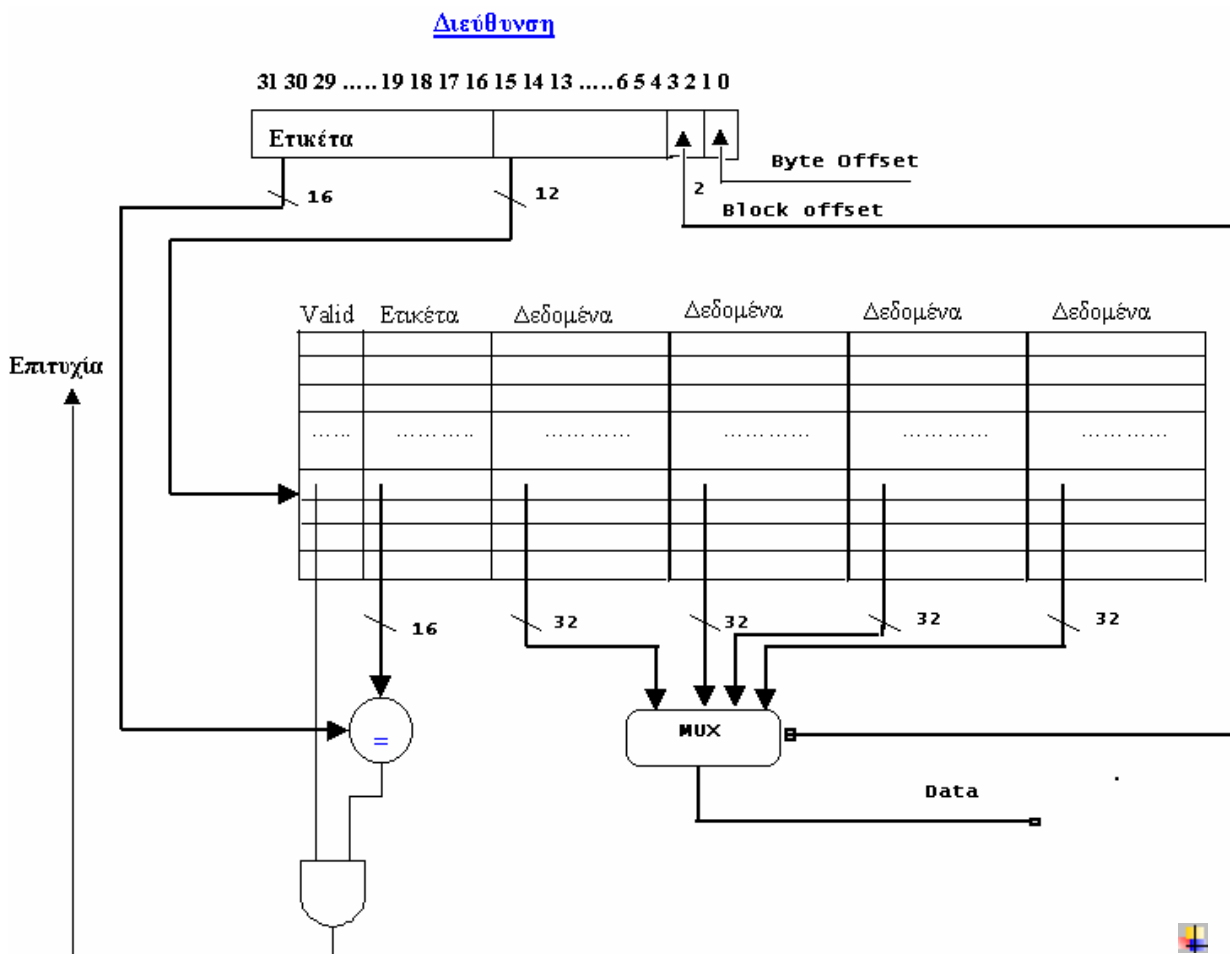 Διεύθυνση
31 30 29 ..... 19 18 17 16 15 14 13 .....6 5 4 3 2 1 0
Ετικέτα
Byte Offset
16
12
2
Block offset
Valid Ετικέτα Δεδομένα Δεδομένα Δεδομένα Δεδομένα
Επιτυχία
...... ........... ............ ............ ............ ............
16
32
32
32
32
=
MUX
Data